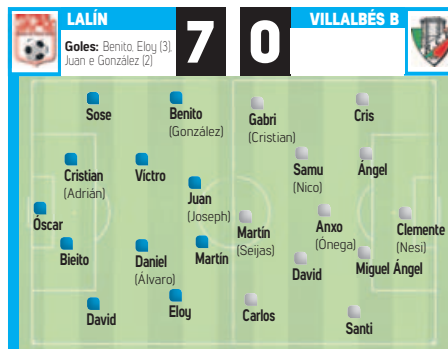 LALÍN
7
0
VILLALBÉS B
Goles: Benito, Eloy (3),
Juan e González (2)
Sose
Benito
(González)
Gabri
(Cristian)
Cris
Cristian
(Adrián)
Víctro
Samu
(Nico)
Ángel
Juan
(Joseph)
Óscar
Martín
(Seijas)
Anxo
(Ónega)
Clemente
(Nesi)
Bieito
Daniel
(Álvaro)
Martín
David
Miguel Ángel
David
Eloy
Carlos
Santi